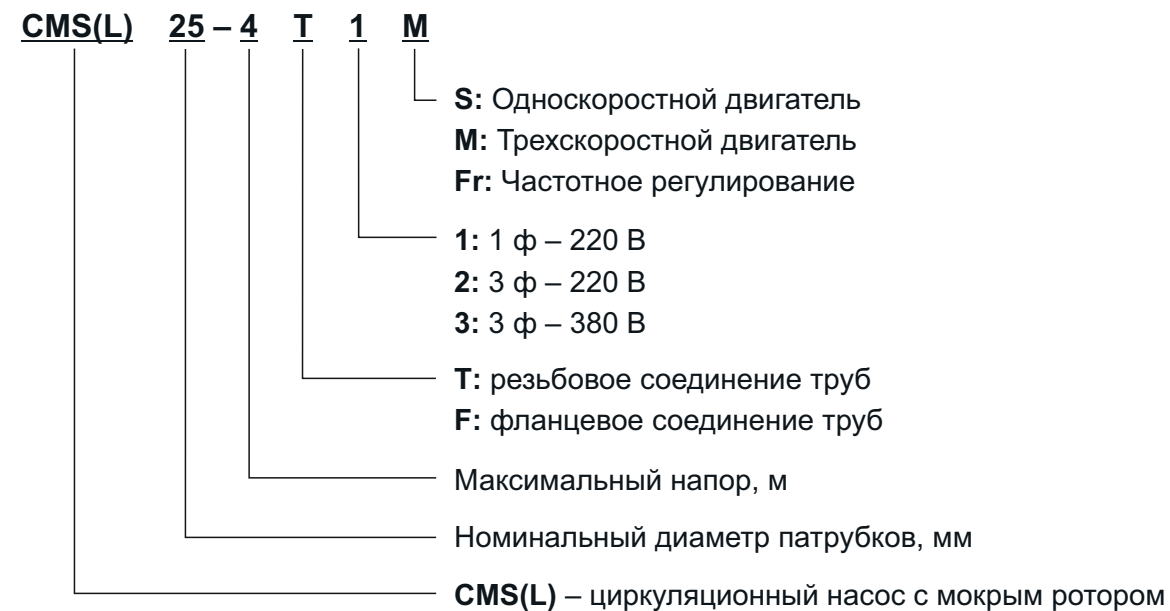 CMS(L) 25 – 4 T 1 M
S: Односкоростной двигатель
M: Трехскоростной двигатель
Fr: Частотное регулирование
1: 1 ф – 220 В
2: 3 ф – 220 В
3: 3 ф – 380 В
T: резьбовое соединение труб
F: фланцевое соединение труб
Максимальный напор, м
Номинальный диаметр патрубков, мм
CMS(L) – циркуляционный насос с мокрым ротором